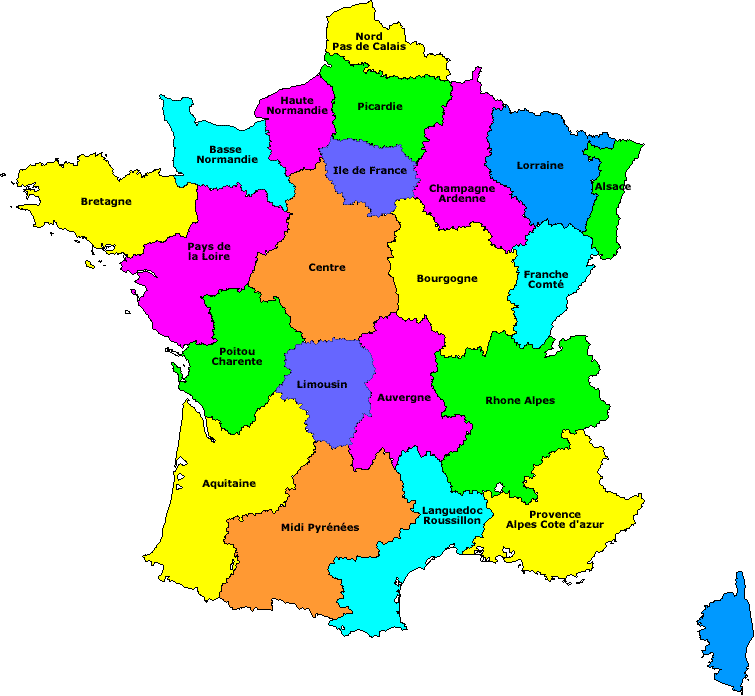 Nord
Pas de Calais
Haute
Normandie
Picardie
Basse
Normandie
Ile de France
Lorraine
Champagne
Ardenne
Alsace
Bretagne
Pays de
la Loire
Centre
Bourgogne
Franche
Comté
Poitou
Charente
Limousin
Auvergne
Rhone Alpes
Aquitaine
Languedoc
Roussillon
Provence
Alpes Cote d'azur
Midi Pyrénées